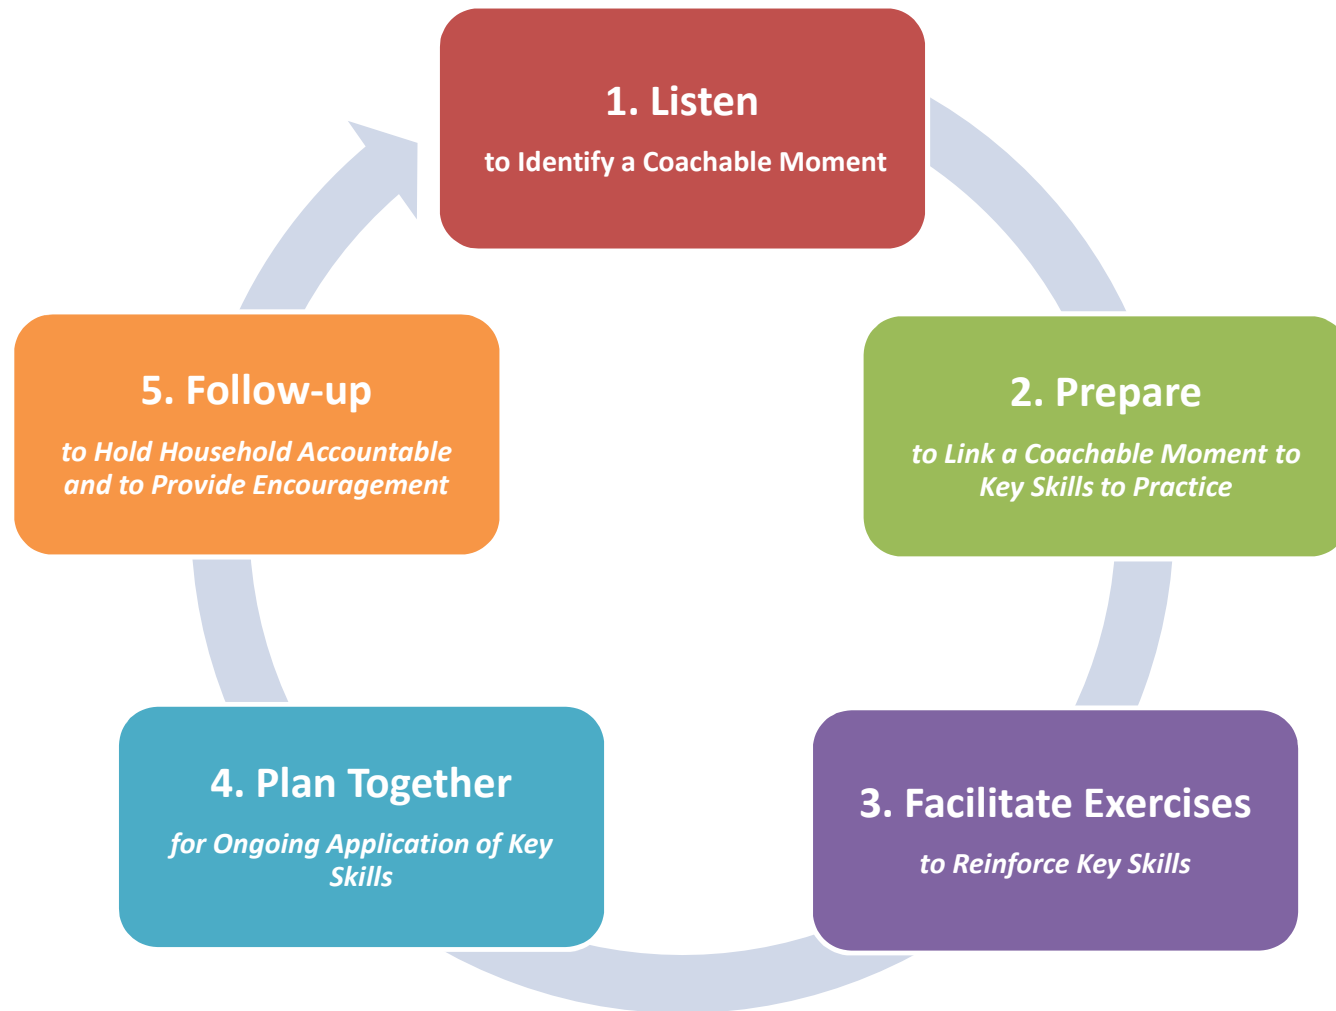 1. Listen
to Identify a Coachable Moment
2. Prepare
to Link a Coachable Moment to
Key Skills to Practice
3. Facilitate Exercises
to Reinforce Key Skills
4. Plan Together
for Ongoing Application of Key
Skills
5. Follow-up
to Hold Household Accountable
and to Provide Encouragement